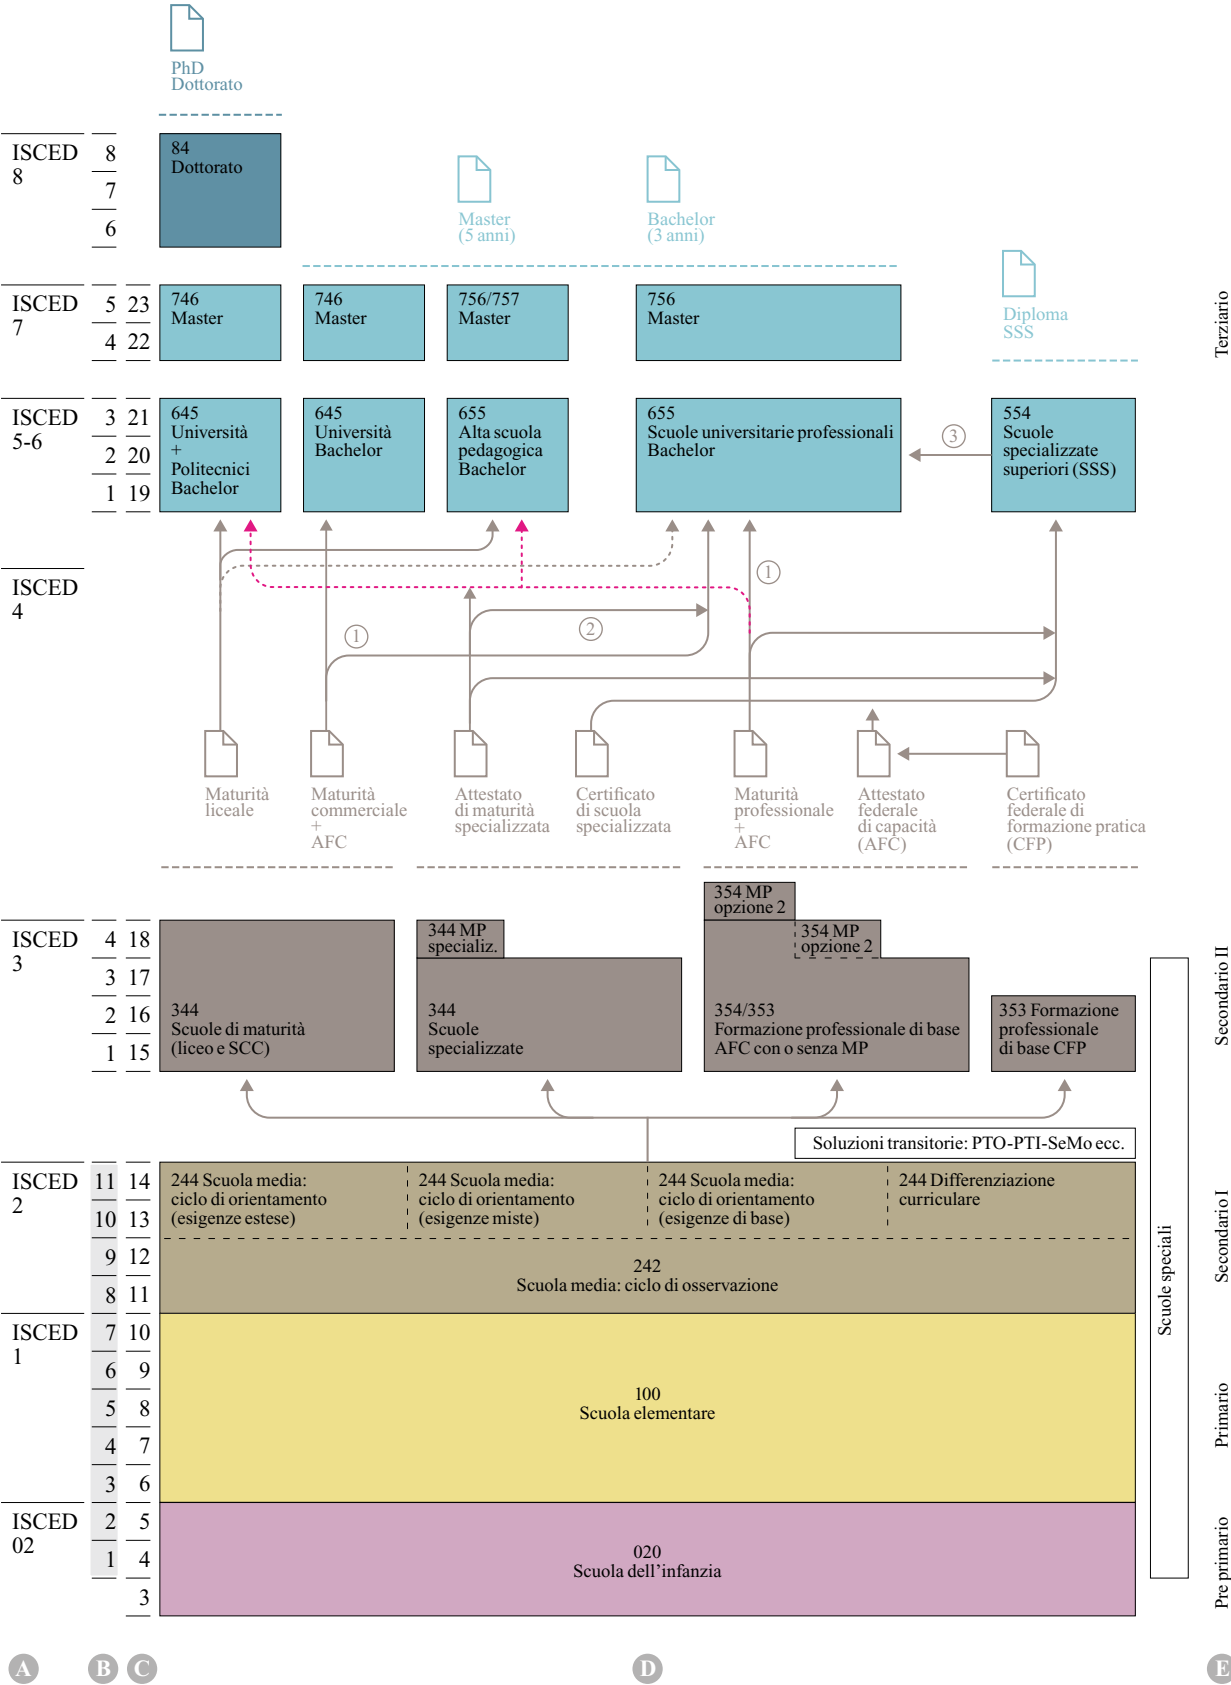 PhD
Dottorato
ISCED
8
8
7
6
84
Dottorato
Master
(5 anni)
Bachelor
(3 anni)
ISCED
7
5 23
4 22
746
Master
746
Master
756/757
Master
756
Master
Diploma
SSS
Terziario
ISCED
5-6
3 21
2 20
1 19
645
Università
+
Politecnici
Bachelor
645
Università
Bachelor
655
Alta scuola
pedagogica
Bachelor
655
Scuole universitarie professionali
Bachelor
3
554
Scuole
specializzate
superiori (SSS)
ISCED
4
1
1
2
Maturità
liceale
Maturità
commerciale
+
AFC
Attestato
di maturità
specializzata
Certificato
di scuola
specializzata
Maturità
professionale
+
AFC
Attestato
federale
di capacità
(AFC)
Certificato
federale di
formazione pratica
(CFP)
ISCED
3
4 18
3 17
2 16
1 15
344
Scuole di maturità
(liceo e SCC)
344 MP
specializ.
344
Scuole
specializzate
354 MP
opzione 2
354 MP
opzione 2
354/353
Formazione professionale di base
AFC con o senza MP
353 Formazione
professionale
di base CFP
Secondario II
Soluzioni transitorie: PTO-PTI-SeMo ecc.
ISCED
2
11 14
10 13
9 12
8 11
244 Scuola media:
ciclo di orientamento
(esigenze estese)
244 Scuola media:
ciclo di orientamento
(esigenze miste)
244 Scuola media:
ciclo di orientamento
(esigenze di base)
244 Differenziazione
curriculare
242
Scuola media: ciclo di osservazione
Scuole speciali
Secondario I
ISCED
1
7 10
6 9
5 8
4 7
3 6
100
Scuola elementare
Primario
ISCED
02
2 5
1 4
3
020
Scuola dell'infanzia
Pre primario
A B C D E